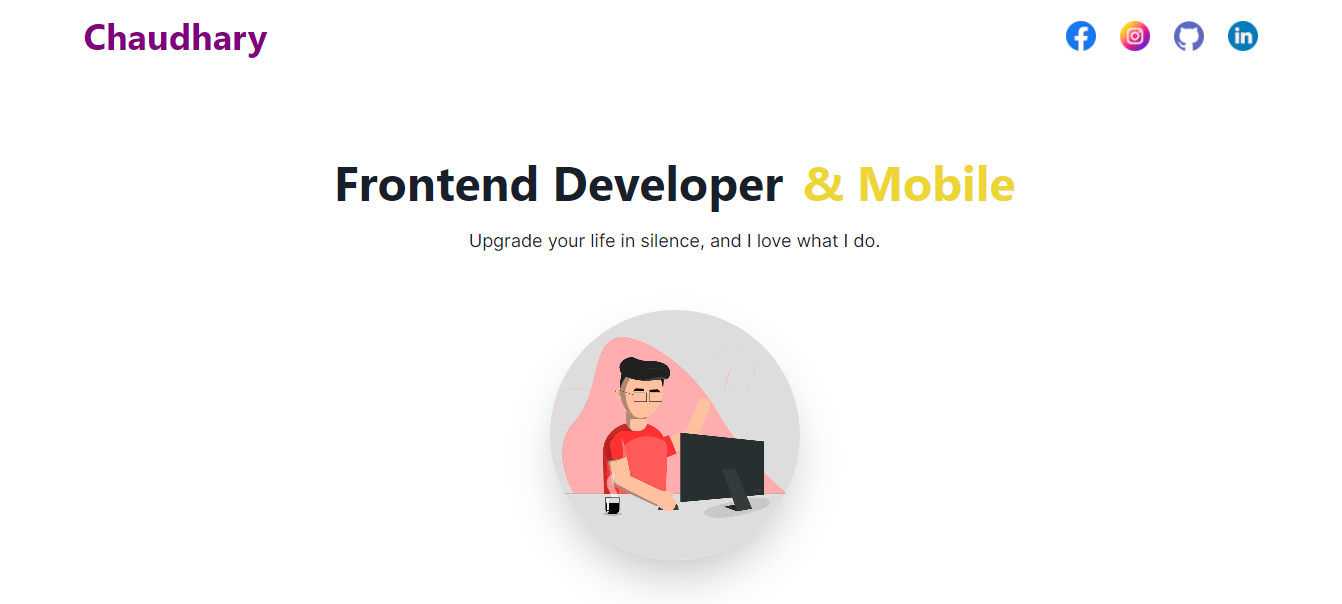 Chaudhary
Frontend Developer & Mobile
Upgrade your life in silence, and I love what I do.